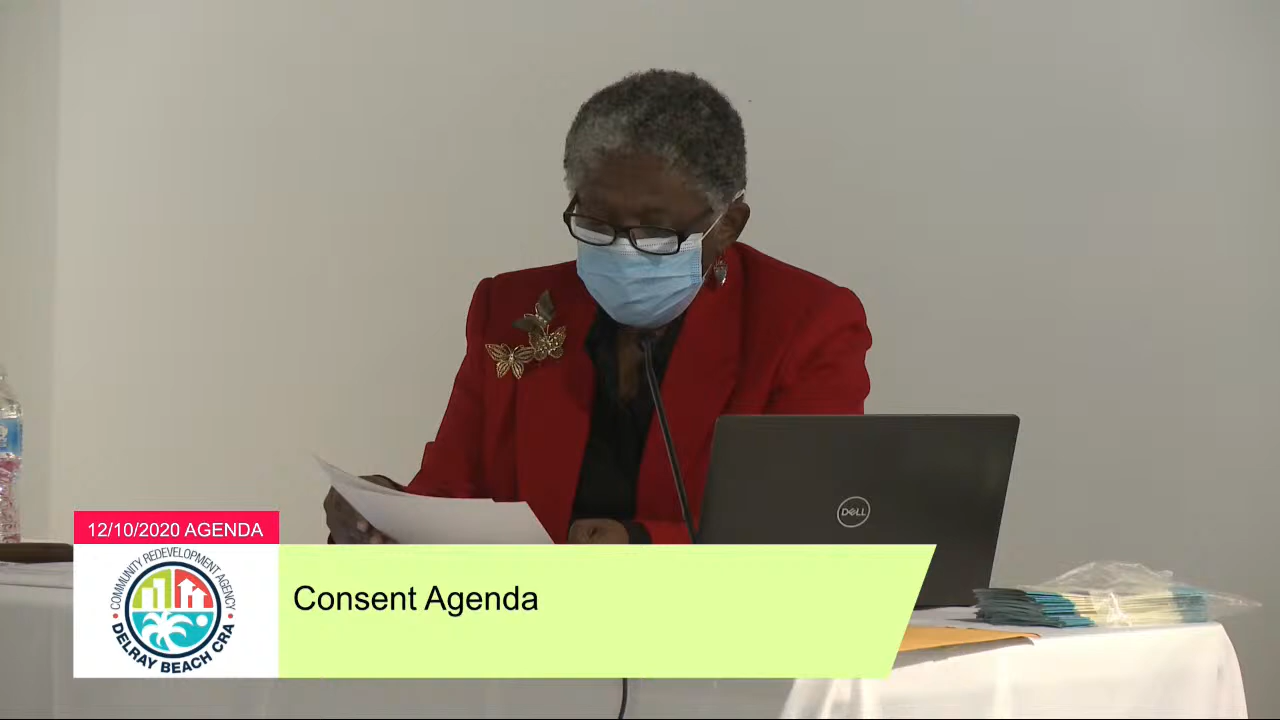 12/10/2020 AGENDA
COMMUNITY REDEVELOPMENT AGENCY
DELRAY BEACH CRA
Consent Agenda
DELL